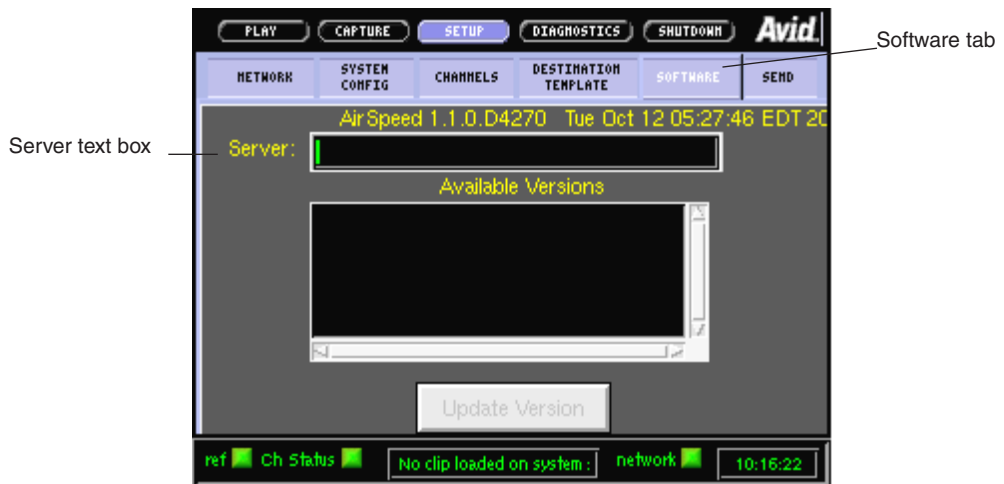 PLAY CAPTURE SETUP DIAGNOSTICS SHUTDOWN Avid
Software tab
NETWORK SYSTEM CONFIG CHANNELS DESTINATION TEMPLATE SOFTWARE SEND
AirSpeed 1.1.0.D4270 Tue Oct 12 05:27:46 EDT 20
Server text box
Server:
Available Versions
Update Version
ref Ch Status No clip loaded on system : network 10:16:22